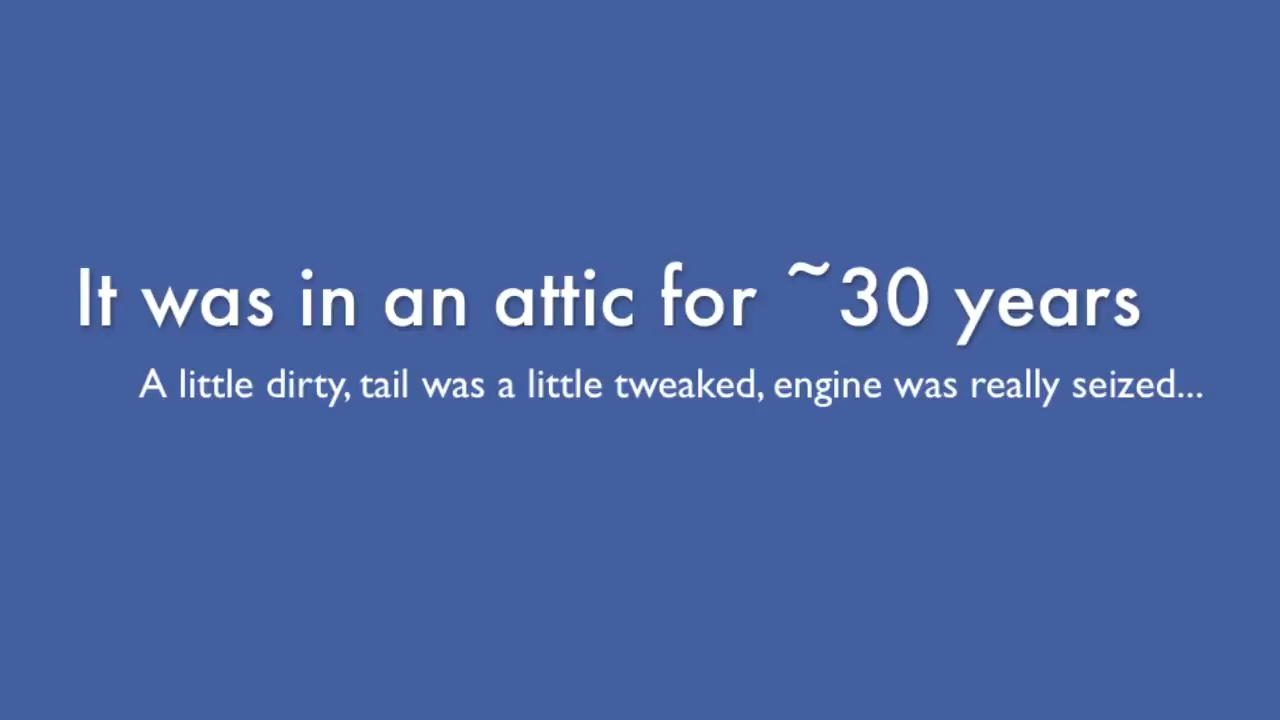 It was in an attic for ~30 years
A little dirty, tail was a little tweaked, engine was really seized...